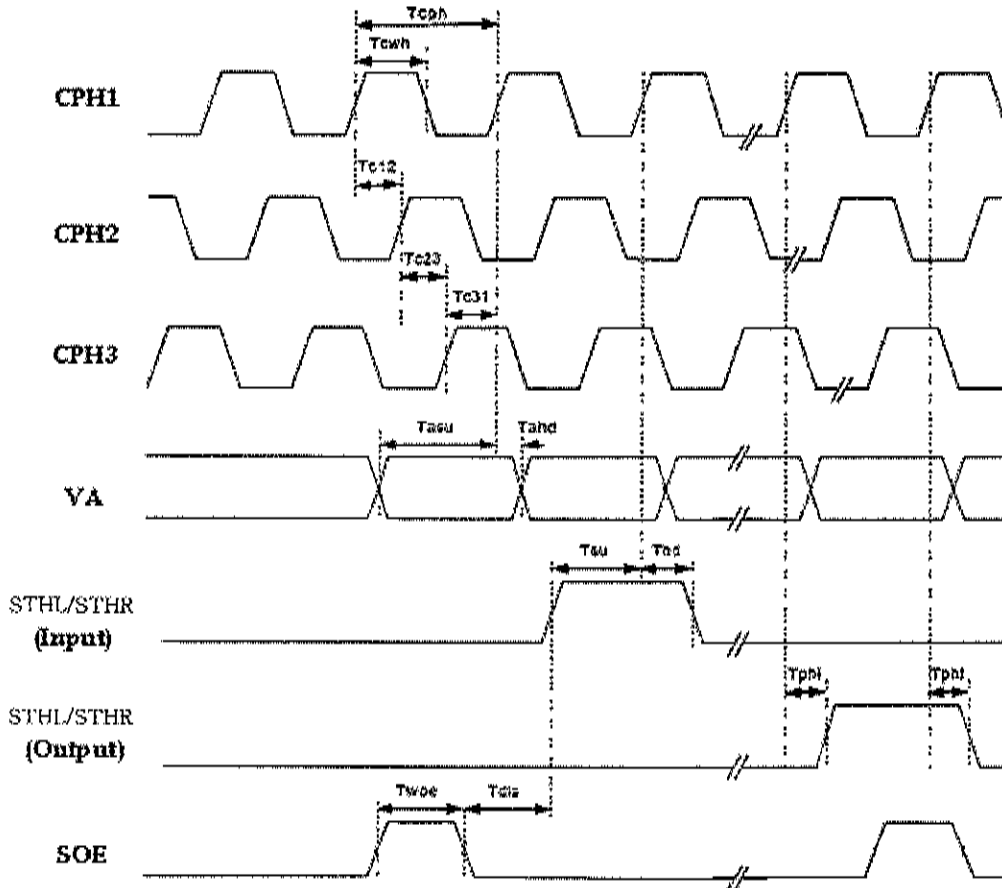 Tcph
Tcwh
CPH1
Tc12
CPH2
Tc23
Tc31
CPH3
Tasu
Tahd
VA
Tsu
Thd
STHL/STHR
(Input)
Tphl
Tphl
STHL/STHR
(Output)
Twoe
Tdis
SOE